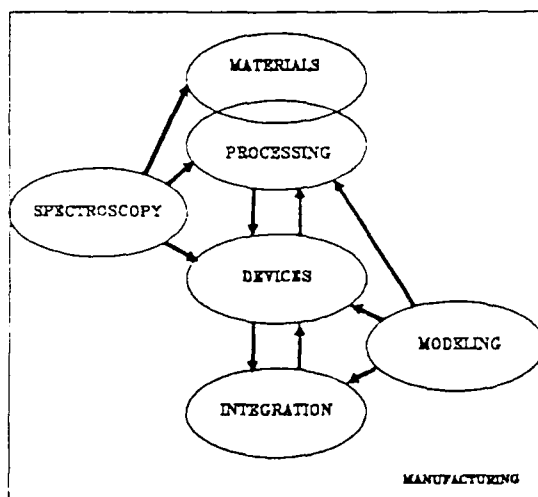 MATERIALS
PROCESSING
SPECTROSCOPY
DEVICES
MODELING
INTEGRATION
MANUFACTURING